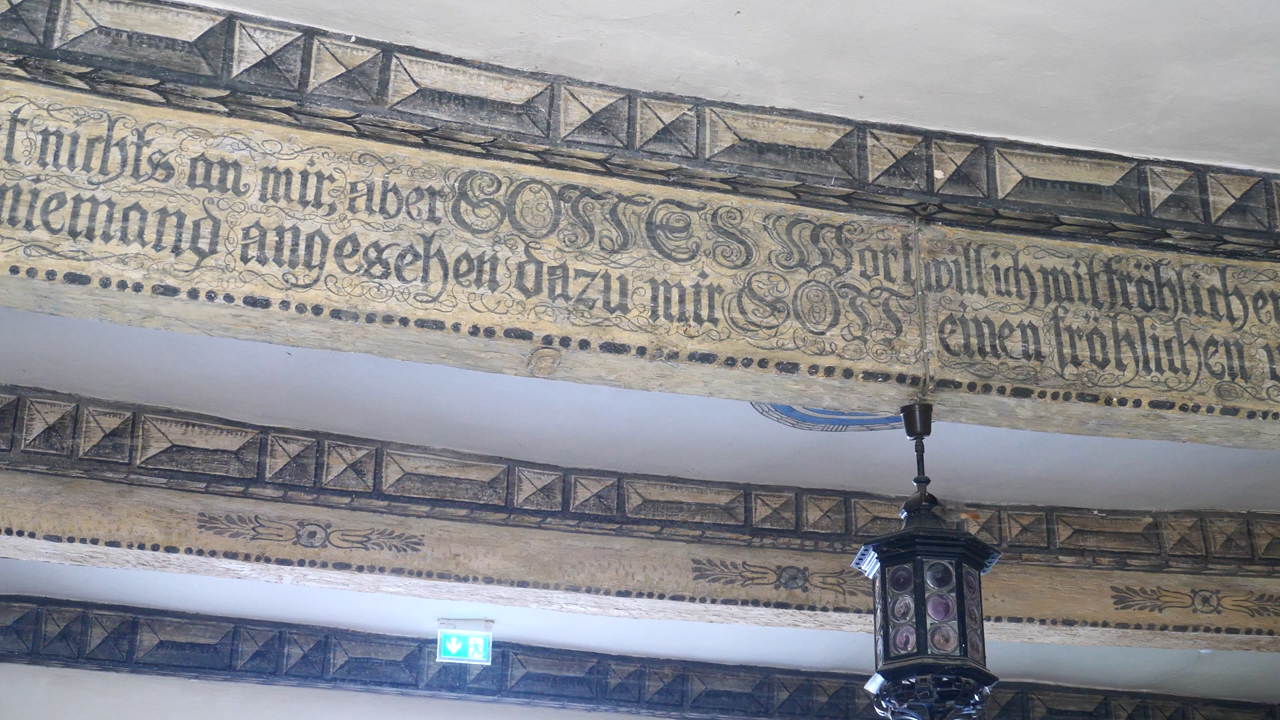 t nichts an mir, aber GOTTES Wort will ich mit fröhlichen
niemand angesehen dazu mir GOTT einen fröhlichen